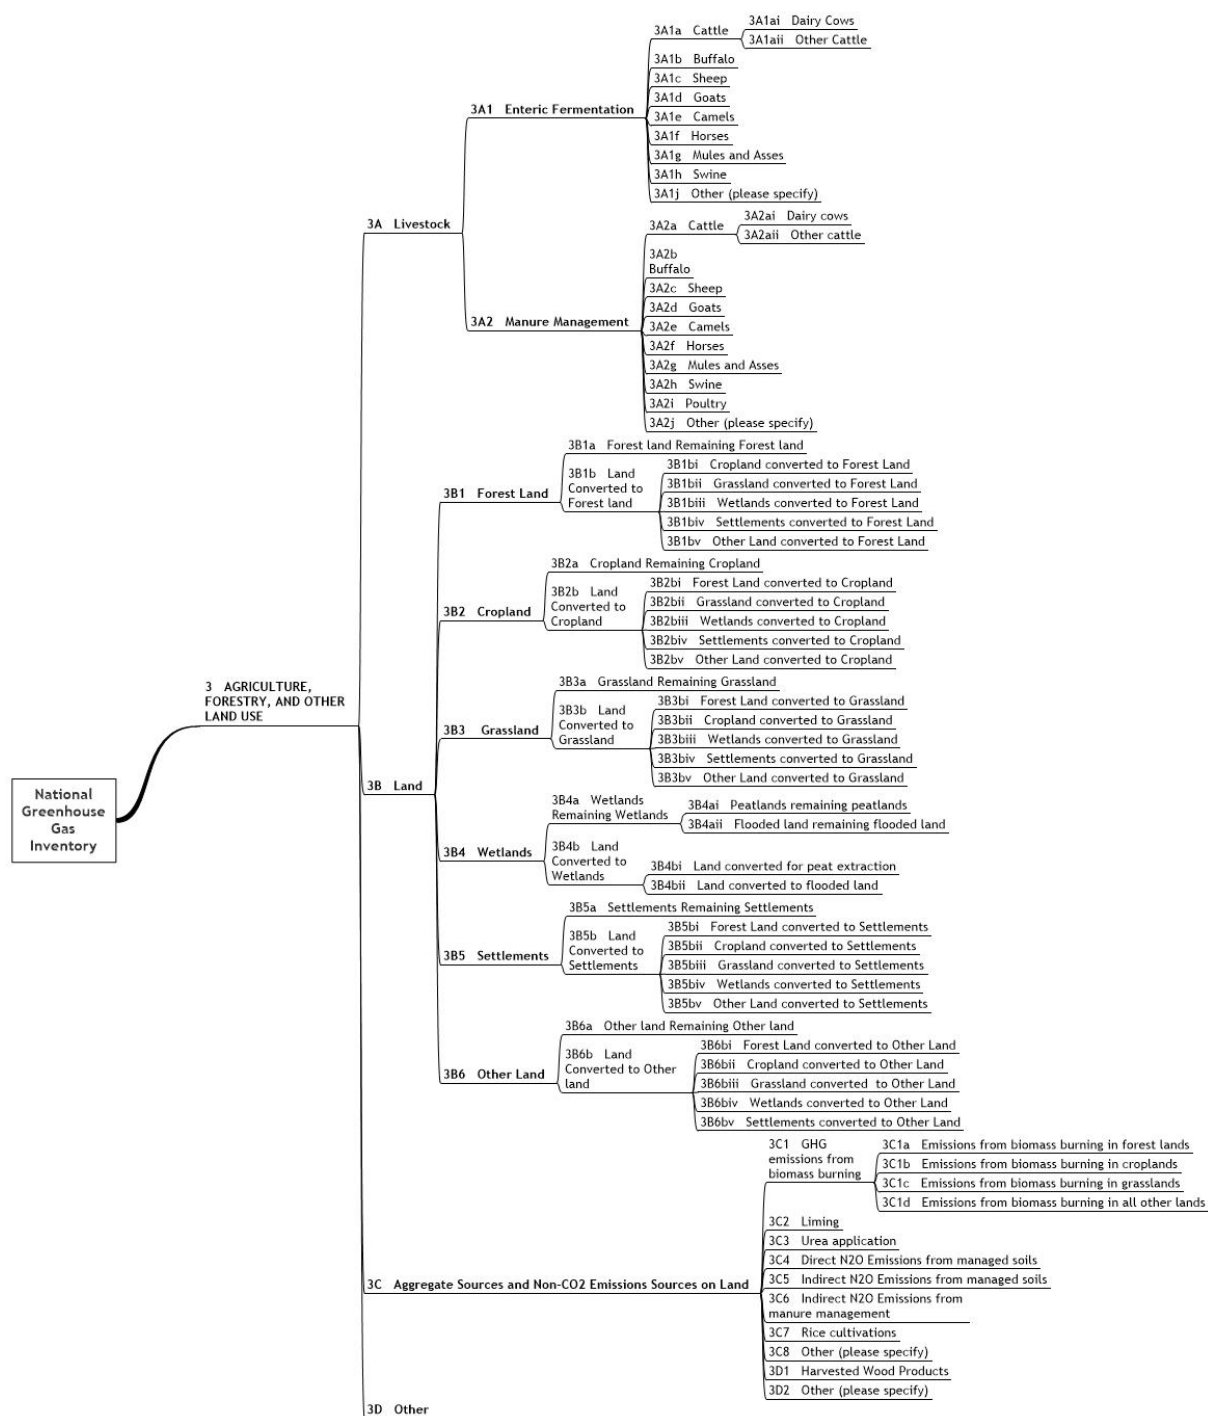 National
Greenhouse
Gas
Inventory
3 AGRICULTURE,
FORESTRY, AND OTHER
LAND USE
3A Livestock
3A1 Enteric Fermentation
3A1a Cattle
3A1ai Dairy Cows
3A1aii Other Cattle
3A1b Buffalo
3A1c Sheep
3A1d Goats
3A1e Camels
3A1f Horses
3A1g Mules and Asses
3A1h Swine
3A1j Other (please specify)
3A2 Manure Management
3A2a Cattle
3A2ai Dairy cows
3A2aii Other cattle
3A2b
Buffalo
3A2c Sheep
3A2d Goats
3A2e Camels
3A2f Horses
3A2g Mules and Asses
3A2h Swine
3A2i Poultry
3A2j Other (please specify)
3B Land
3B1 Forest Land
3B1a Forest land Remaining Forest land
3B1b Land
Converted to
Forest land
3B1bi Cropland converted to Forest Land
3B1bii Grassland converted to Forest Land
3B1biii Wetlands converted to Forest Land
3B1biv Settlements converted to Forest Land
3B1bv Other Land converted to Forest Land
3B2 Cropland
3B2a Cropland Remaining Cropland
3B2b Land
Converted to
Cropland
3B2bi Forest Land converted to Cropland
3B2bii Grassland converted to Cropland
3B2biii Wetlands converted to Cropland
3B2biv Settlements converted to Cropland
3B2bv Other Land converted to Cropland
3B3 Grassland
3B3a Grassland Remaining Grassland
3B3b Land
Converted to
Grassland
3B3bi Forest Land converted to Grassland
3B3bii Cropland converted to Grassland
3B3biii Wetlands converted to Grassland
3B3biv Settlements converted to Grassland
3B3bv Other Land converted to Grassland
3B4 Wetlands
3B4a Wetlands
Remaining Wetlands
3B4ai Peatlands remaining peatlands
3B4aii Flooded land remaining flooded land
3B4b Land
Converted to
Wetlands
3B4bi Land converted for peat extraction
3B4bii Land converted to flooded land
3B5 Settlements
3B5a Settlements Remaining Settlements
3B5b Land
Converted to
Settlements
3B5bi Forest Land converted to Settlements
3B5bii Cropland converted to Settlements
3B5biii Grassland converted to Settlements
3B5biv Wetlands converted to Settlements
3B5bv Other Land converted to Settlements
3B6 Other Land
3B6a Other land Remaining Other land
3B6b Land
Converted to Other
land
3B6bi Forest Land converted to Other Land
3B6bii Cropland converted to Other Land
3B6biii Grassland converted to Other Land
3B6biv Wetlands converted to Other Land
3B6bv Settlements converted to Other Land
3C Aggregate Sources and Non-CO2 Emissions Sources on Land
3C1 GHG
emissions from
biomass burning
3C1a Emissions from biomass burning in forest lands
3C1b Emissions from biomass burning in croplands
3C1c Emissions from biomass burning in grasslands
3C1d Emissions from biomass burning in all other lands
3C2 Liming
3C3 Urea application
3C4 Direct N2O Emissions from managed soils
3C5 Indirect N2O Emissions from managed soils
3C6 Indirect N2O Emissions from
manure management
3C7 Rice cultivations
3C8 Other (please specify)
3D1 Harvested Wood Products
3D2 Other (please specify)
3D Other